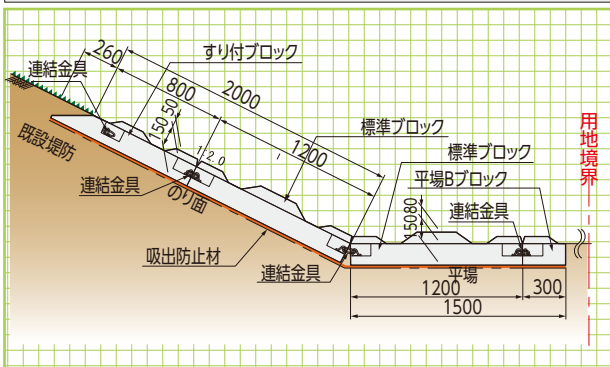 260
すり付ブロック
連結金具
800
2000
50
150
1:2.0
1200
標準ブロック
標準ブロック
平場Bブロック
連結金具
用地境界
既設堤防
連結金具
のり面
吸出防止材
連結金具
80
150
平場
1200
300
1500